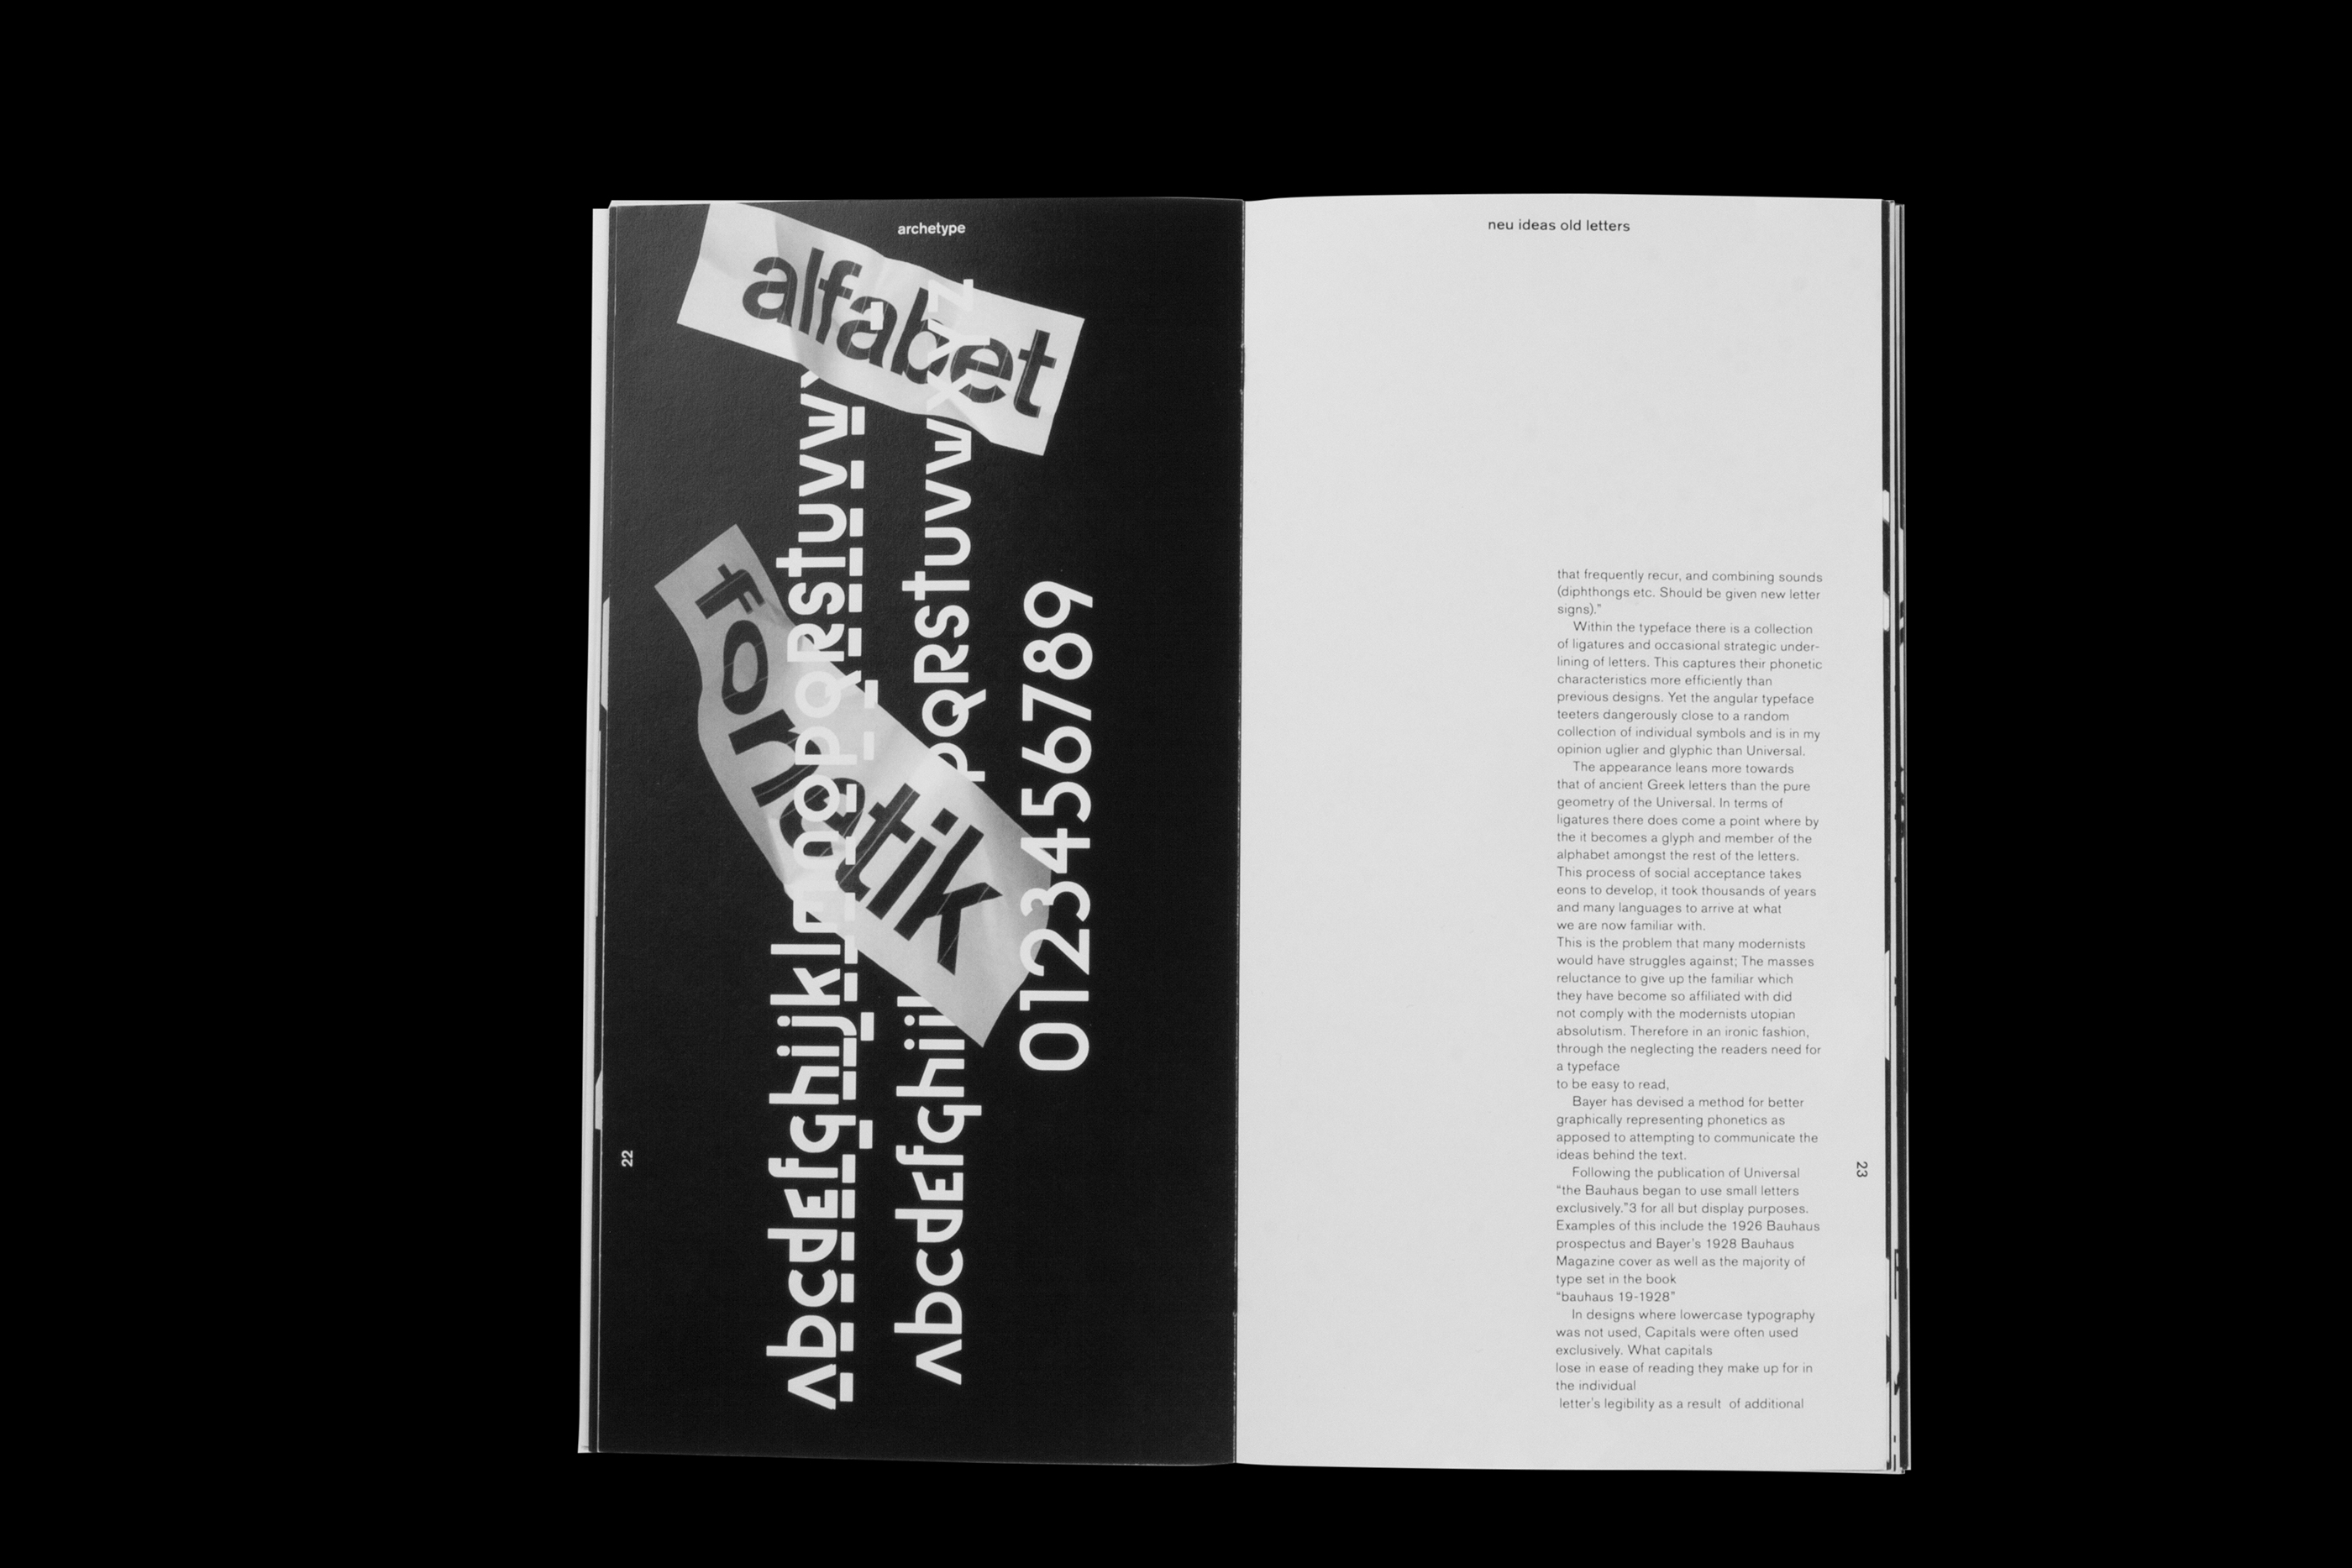 archetype
alfabet
fonetik
AbcdEfghijkl
nopQRstuvw
AbcdEfghij
pQRstuvwxyz
0123456789
22
neu ideas old letters
that frequently recur, and combining sounds
(diphthongs etc. Should be given new letter
signs)."
Within the typeface there is a collection
of ligatures and occasional strategic under-
lining of letters. This captures their phonetic
characteristics more efficiently than
previous designs. Yet the angular typeface
teeters dangerously close to a random
collection of individual symbols and is in my
opinion uglier and glyphic than Universal.
The appearance leans more towards
that of ancient Greek letters than the pure
geometry of the Universal. In terms of
ligatures there does come a point where by
the it becomes a glyph and member of the
alphabet amongst the rest of the letters.
This process of social acceptance takes
eons to develop, it took thousands of years
and many languages to arrive at what
we are now familiar with.
This is the problem that many modernists
would have struggles against; The masses
reluctance to give up the familiar which
they have become so affiliated with did
not comply with the modernists utopian
absolutism. Therefore in an ironic fashion,
through the neglecting the readers need for
a typeface
to be easy to read,
Bayer has devised a method for better
graphically representing phonetics as
apposed to attempting to communicate the
ideas behind the text.
Following the publication of Universal
“the Bauhaus began to use small letters
exclusively.”3 for all but display purposes.
Examples of this include the 1926 Bauhaus
prospectus and Bayer's 1928 Bauhaus
Magazine cover as well as the majority of
type set in the book
“bauhaus 19-1928”
In designs where lowercase typography
was not used, Capitals were often used
exclusively. What capitals
lose in ease of reading they make up for in
the individual
letter's legibility as a result of additional
23